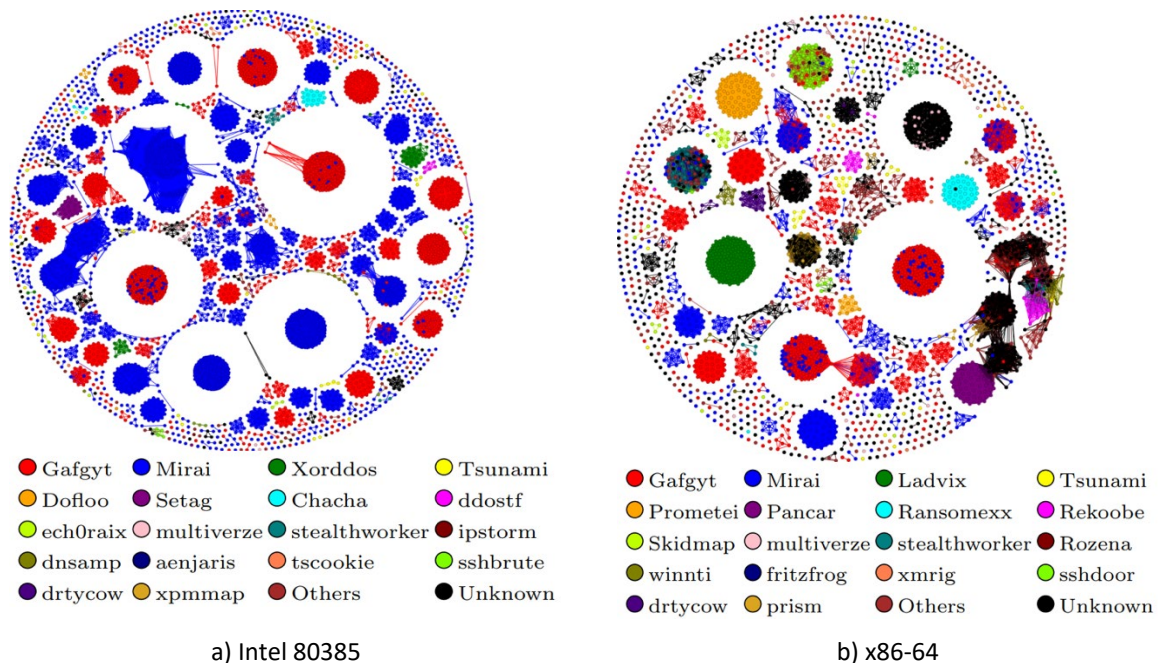 Gafgyt Mirai Xorddos Tsunami
Dofloo Setag Chacha ddostf
ech0raix multiverze stealthworker ipstorm
dnsamp aenjaris tscookie sshbrute
drtycow xpmmap Others Unknown
a) Intel 80385
Gafgyt Mirai Ladvix Tsunami
Prometei Pancar Ransomexx Rekoobe
Skidmap multiverze stealthworker Rozena
winnti fritzfrog xmrig sshdoor
drtycow prism Others Unknown
b) x86-64